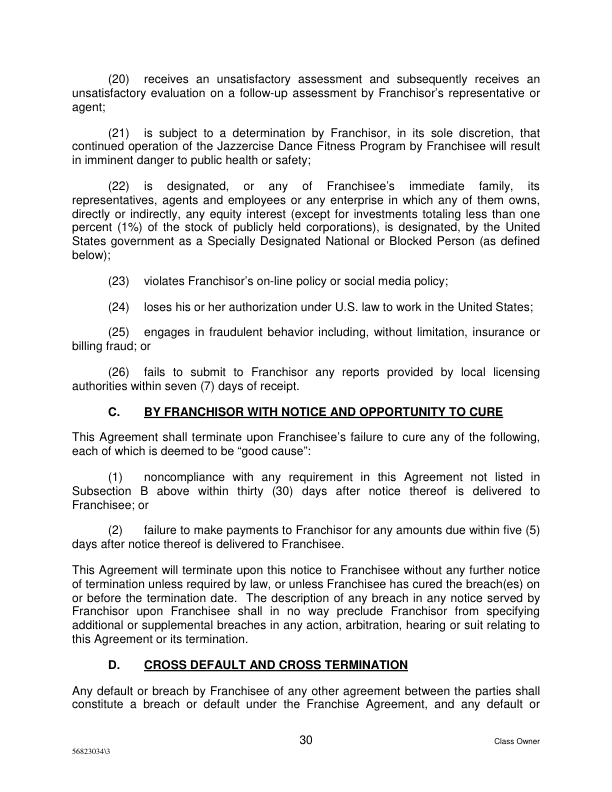 (20) receives an unsatisfactory assessment and subsequently receives an
unsatisfactory evaluation on a follow-up assessment by Franchisor's representative or
agent;
(21) is subject to a determination by Franchisor, in its sole discretion, that
continued operation of the Jazzercise Dance Fitness Program by Franchisee will result
in imminent danger to public health or safety;
(22) is designated, or any of Franchisee's immediate family, its
representatives, agents and employees or any enterprise in which any of them owns,
directly or indirectly, any equity interest (except for investments totaling less than one
percent (1%) of the stock of publicly held corporations), is designated, by the United
States government as a Specially Designated National or Blocked Person (as defined
below);
(23) violates Franchisor's on-line policy or social media policy;
(24) loses his or her authorization under U.S. law to work in the United States;
(25) engages in fraudulent behavior including, without limitation, insurance or
billing fraud; or
(26) fails to submit to Franchisor any reports provided by local licensing
authorities within seven (7) days of receipt.
C. BY FRANCHISOR WITH NOTICE AND OPPORTUNITY TO CURE
This Agreement shall terminate upon Franchisee's failure to cure any of the following,
each of which is deemed to be "good cause":
(1) noncompliance with any requirement in this Agreement not listed in
Subsection B above within thirty (30) days after notice thereof is delivered to
Franchisee; or
(2) failure to make payments to Franchisor for any amounts due within five (5)
days after notice thereof is delivered to Franchisee.
This Agreement will terminate upon this notice to Franchisee without any further notice
of termination unless required by law, or unless Franchisee has cured the breach(es) on
or before the termination date. The description of any breach in any notice served by
Franchisor upon Franchisee shall in no way preclude Franchisor from specifying
additional or supplemental breaches in any action, arbitration, hearing or suit relating to
this Agreement or its termination.
D. CROSS DEFAULT AND CROSS TERMINATION
Any default or breach by Franchisee of any other agreement between the parties shall
constitute a breach or default under the Franchise Agreement, and any default or
30
Class Owner
56823034\3